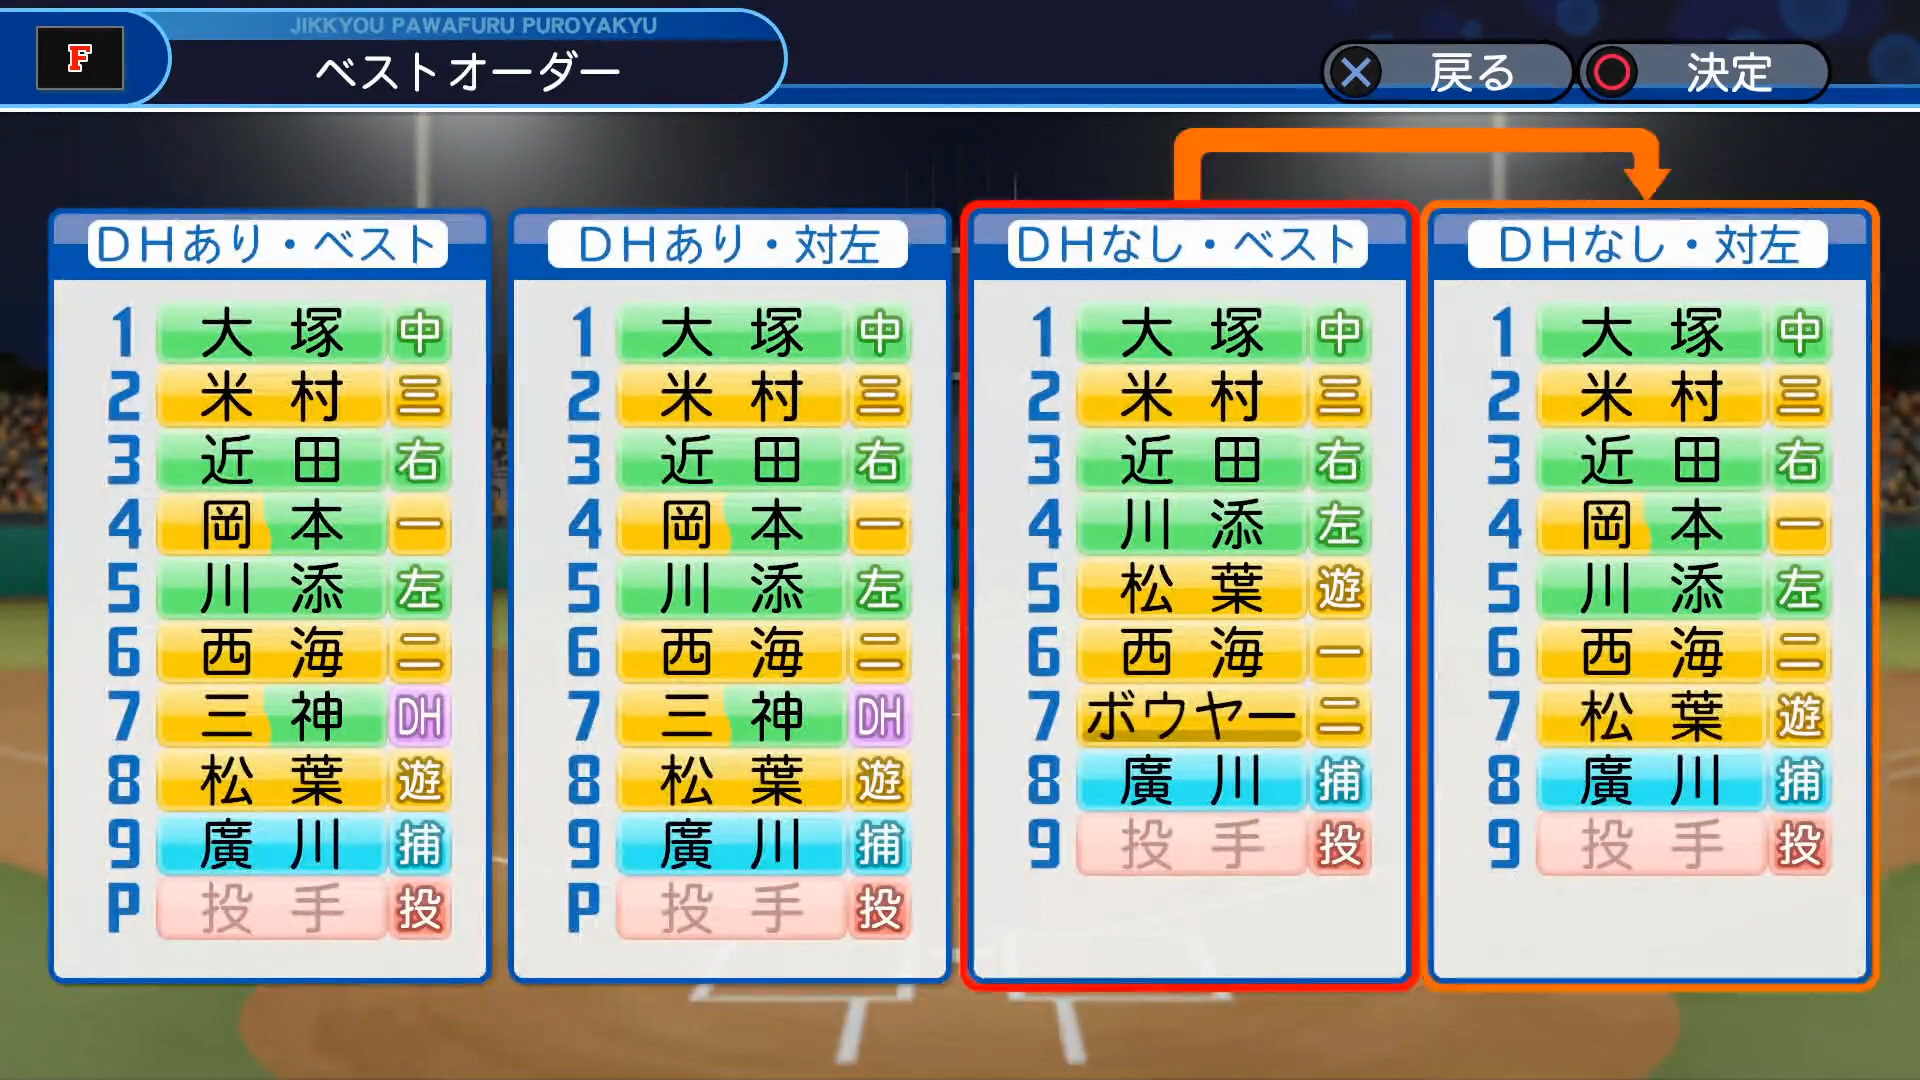 F
JIKKYOU PAWAFURU PUROYAKYU
ベストオーダー
戻る
決定
DHあり・ベスト
1 大塚 中
2 米村 三
3 近田 右
4 岡本 一
5 川添 左
6 西海 二
7 三神 DH
8 松葉 遊
9 廣川 捕
P 投手 投
DHあり・対左
1 大塚 中
2 米村 三
3 近田 右
4 岡本 一
5 川添 左
6 西海 二
7 三神 DH
8 松葉 遊
9 廣川 捕
P 投手 投
DHなし・ベスト
1 大塚 中
2 米村 三
3 近田 右
4 川添 左
5 松葉 遊
6 西海 一
7 ボウヤー 二
8 廣川 捕
9 投手 投
DHなし・対左
1 大塚 中
2 米村 三
3 近田 右
4 岡本 一
5 川添 左
6 西海 二
7 松葉 遊
8 廣川 捕
9 投手 投